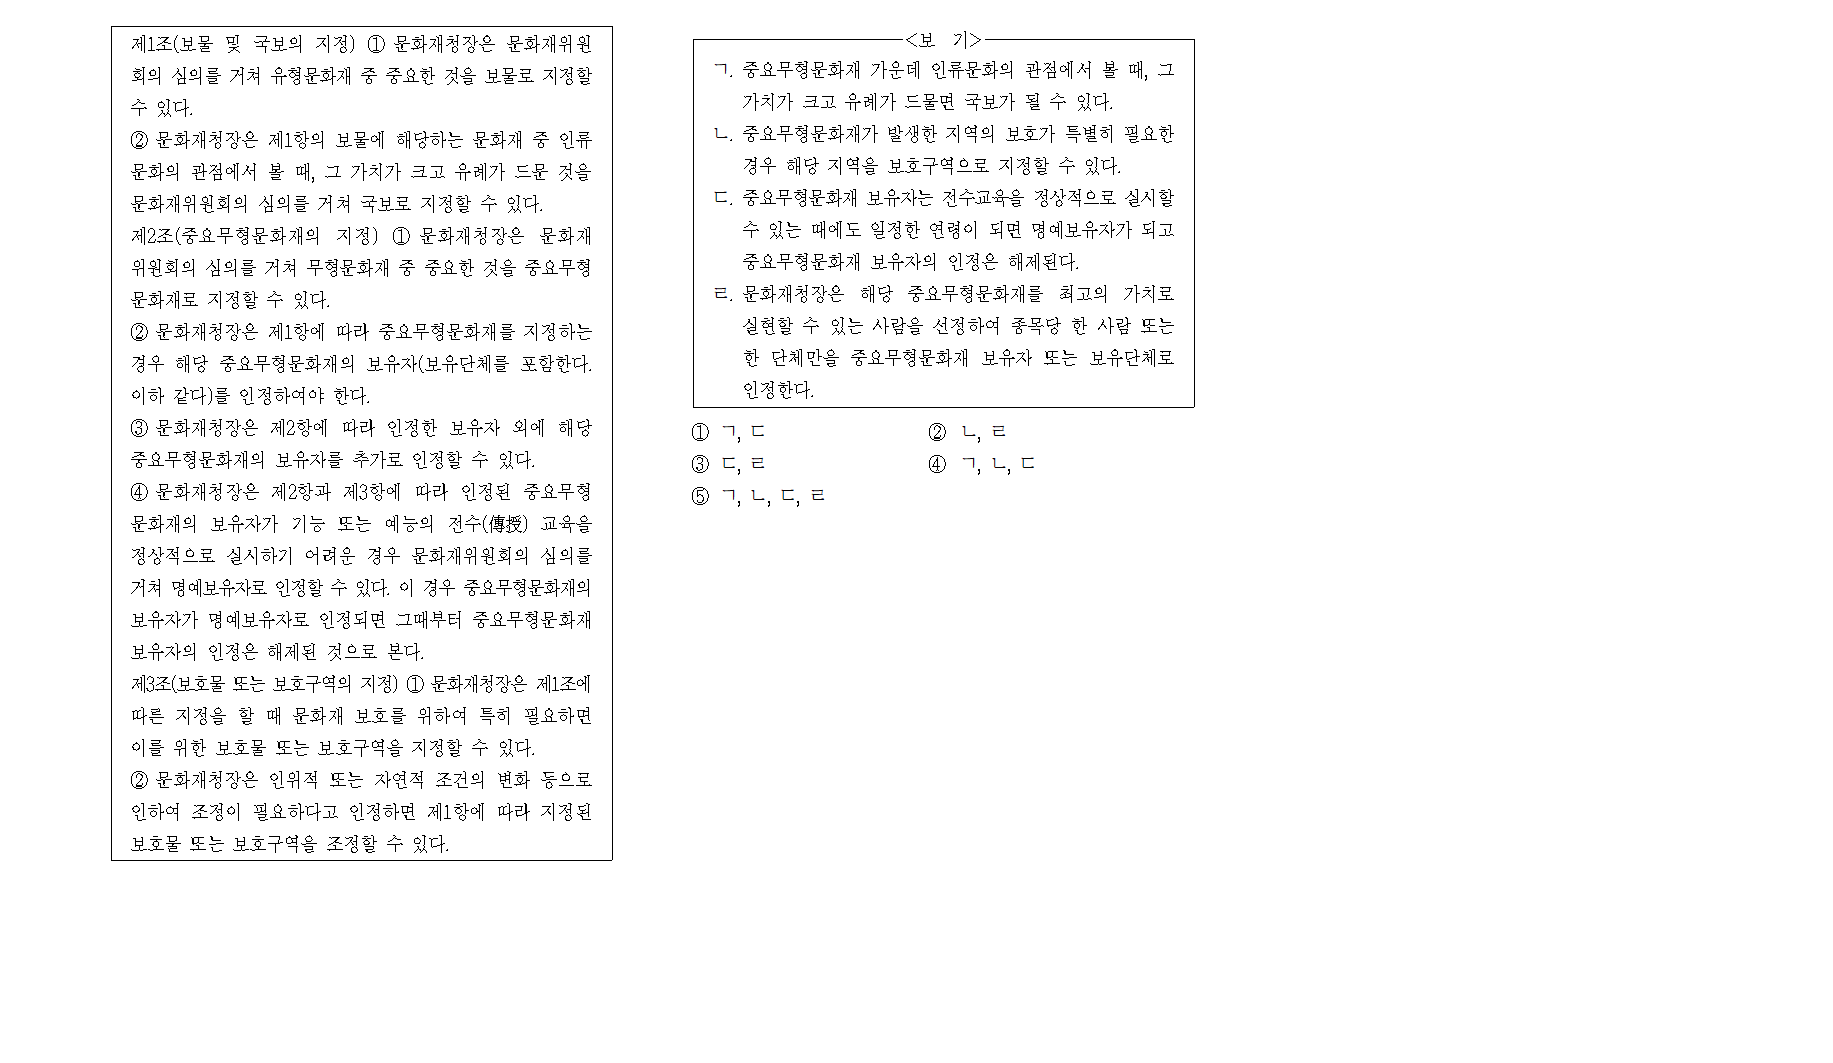 제1조(보물 및 국보의 지정) ① 문화재청장은 문화재위원
회의 심의를 거쳐 유형문화재 중 중요한 것을 보물로 지정할
수 있다.
② 문화재청장은 제1항의 보물에 해당하는 문화재 중 인류
문화의 관점에서 볼 때, 그 가치가 크고 유례가 드문 것을
문화재위원회의 심의를 거쳐 국보로 지정할 수 있다.
제2조(중요무형문화재의 지정) ① 문화재청장은 문화재
위원회의 심의를 거쳐 무형문화재 중 중요한 것을 중요무형
문화재로 지정할 수 있다.
② 문화재청장은 제1항에 따라 중요무형문화재를 지정하는
경우 해당 중요무형문화재의 보유자(보유단체를 포함한다.
이하 같다)를 인정하여야 한다.
③ 문화재청장은 제2항에 따라 인정한 보유자 외에 해당
중요무형문화재의 보유자를 추가로 인정할 수 있다.
④ 문화재청장은 제2항과 제3항에 따라 인정된 중요무형
문화재의 보유자가 기능 또는 예능의 전수(傳授) 교육을
정상적으로 실시하기 어려운 경우 문화재위원회의 심의를
거쳐 명예보유자로 인정할 수 있다. 이 경우 중요무형문화재의
보유자가 명예보유자로 인정되면 그때부터 중요무형문화재
보유자의 인정은 해제된 것으로 본다.
제3조(보호물 또는 보호구역의 지정) ① 문화재청장은 제1조에
따른 지정을 할 때 문화재 보호를 위하여 특히 필요하면
이를 위한 보호물 또는 보호구역을 지정할 수 있다.
② 문화재청장은 인위적 또는 자연적 조건의 변화 등으로
인하여 조정이 필요하다고 인정하면 제1항에 따라 지정된
보호물 또는 보호구역을 조정할 수 있다.
<보 기>
ㄱ. 중요무형문화재 가운데 인류문화의 관점에서 볼 때, 그
가치가 크고 유례가 드물면 국보가 될 수 있다.
ㄴ. 중요무형문화재가 발생한 지역의 보호가 특별히 필요한
경우 해당 지역을 보호구역으로 지정할 수 있다.
ㄷ. 중요무형문화재 보유자는 전수교육을 정상적으로 실시할
수 있는 때에도 일정한 연령이 되면 명예보유자가 되고
중요무형문화재 보유자의 인정은 해제된다.
ㄹ. 문화재청장은 해당 중요무형문화재를 최고의 가치로
실현할 수 있는 사람을 선정하여 종목당 한 사람 또는
한 단체만을 중요무형문화재 보유자 또는 보유단체로
인정한다.
① ㄱ, ㄷ ② ㄴ, ㄹ
③ ㄷ, ㄹ ④ ㄱ, ㄴ, ㄷ
⑤ ㄱ, ㄴ, ㄷ, ㄹ